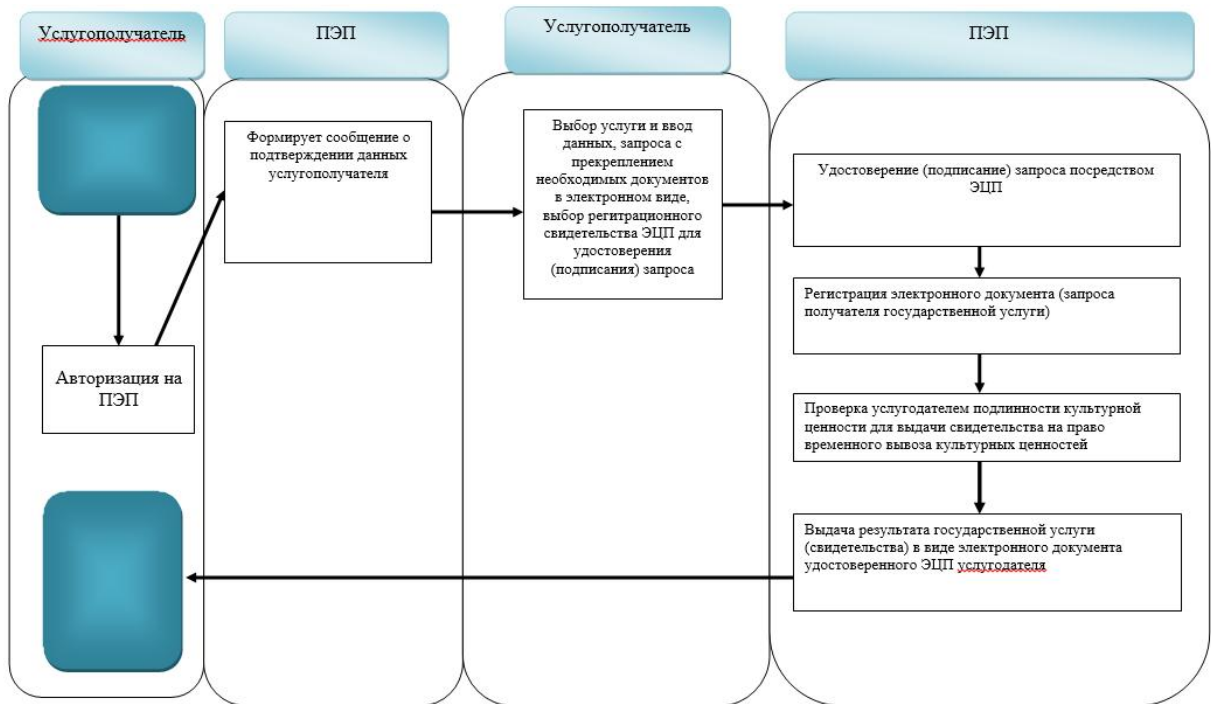 Услугополучатель
ПЭП
Услугополучатель
ПЭП
Авторизация на
ПЭП
Формирует сообщение о
подтверждении данных
услугополучателя
Выбор услуги и ввод
данных, запроса с
прекреплением
необходимых документов
в электронном виде,
выбор регитрационного
свидетельства ЭЦП для
удостоверения
(подписания) запроса
Удостоверение (подписание) запроса посредством
ЭЦП
Регистрация электронного документа (запроса
получателя государственной услуги)
Проверка услугодателем подлинности культурной
ценности для выдачи свидетельства на право
временного вывоза культурных ценностей
Выдача результата государственной услуги
(свидетельства) в виде электронного документа
удостоверенного ЭЦП услугодателя